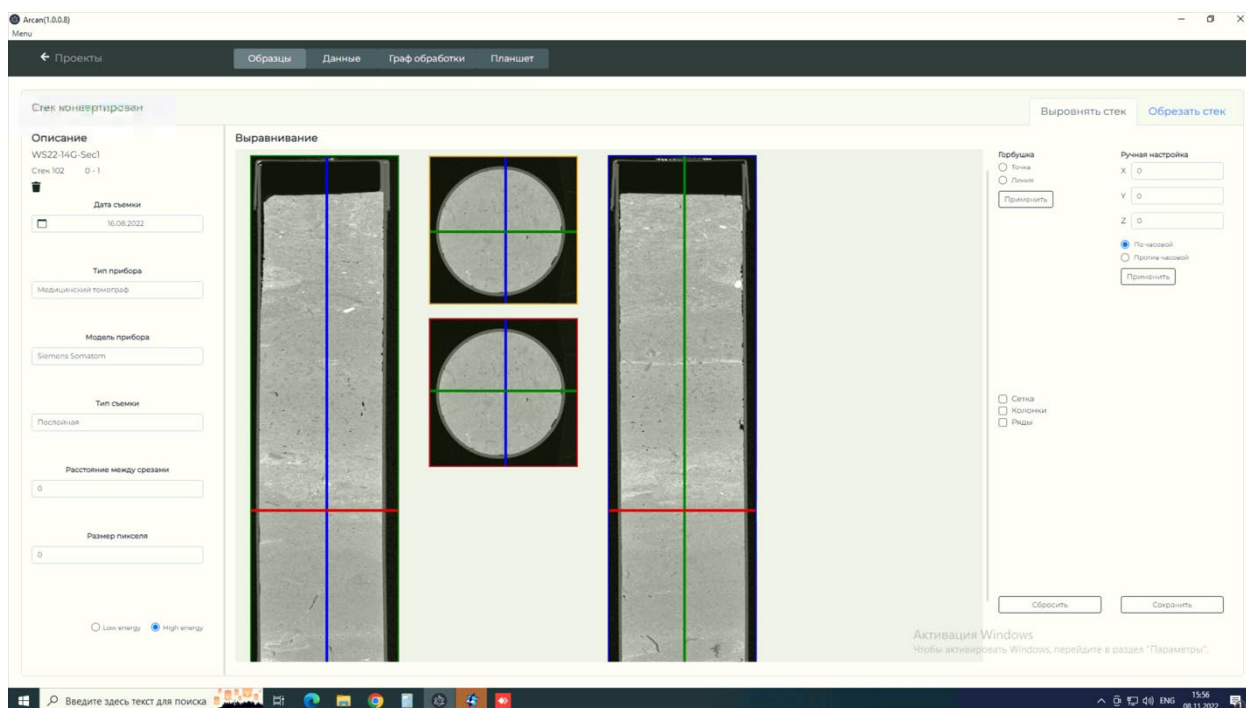 Arcan(1.0.0.8)
Menu
Проекты
Образцы Данные Граф обработки Планшет
Стек конвертирован
Выровнять стек Обрезать стек
Описание
WS22-14G-Sec1
Стек 102 0 - 1
Дата съемки
16.08.2022
Тип прибора
Медицинский томограф
Модель прибора
Siemens Somatom
Тип съемки
Послойная
Расстояние между срезами
0
Размер пикселя
0
Low energy High energy
Выравнивание
Горбушка
Точка
Линия
Применить
Сетка
Колонки
Ряды
Ручная настройка
X 0
Y 0
Z 0
По часовой
Против часовой
Применить
Сбросить Сохранить
Активация Windows
Чтобы активировать Windows, перейдите в раздел "Параметры".
Введите здесь текст для поиска
ENG
15:56
08.11.2022